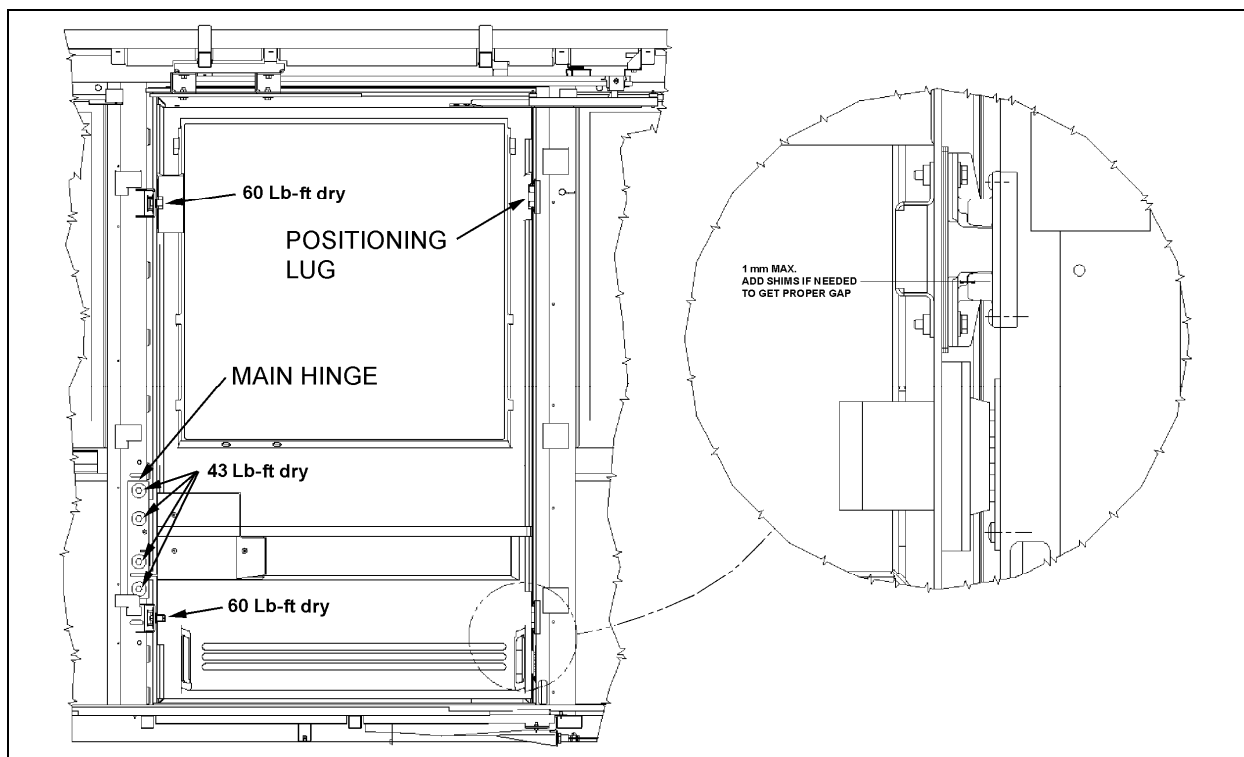 60 Lb-ft dry
POSITIONING
LUG
MAIN HINGE
43 Lb-ft dry
60 Lb-ft dry
1 mm MAX.
ADD SHIMS IF NEEDED
TO GET PROPER GAP